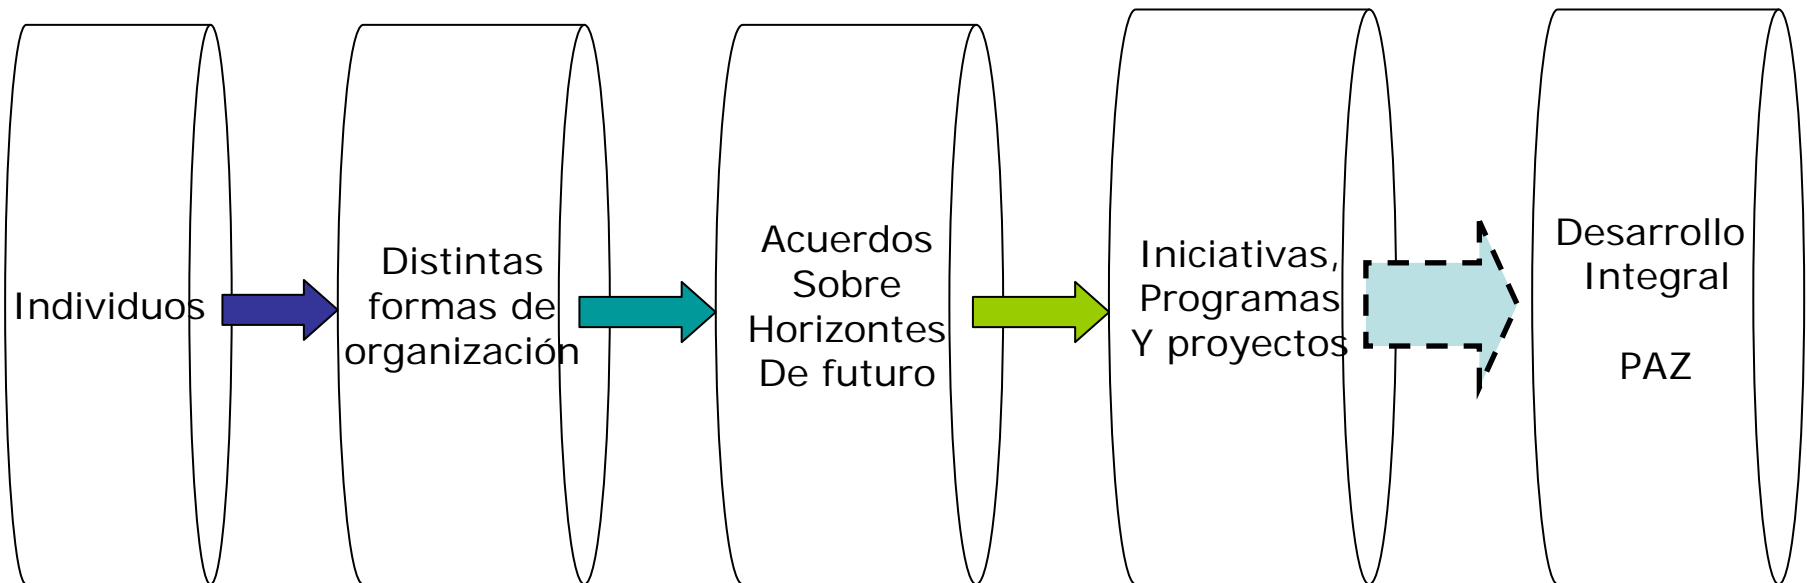 Individuos
Distintas
formas de
organización
Acuerdos
Sobre
Horizontes
De futuro
Iniciativas,
Programas
Y proyectos
Desarrollo
Integral
PAZ